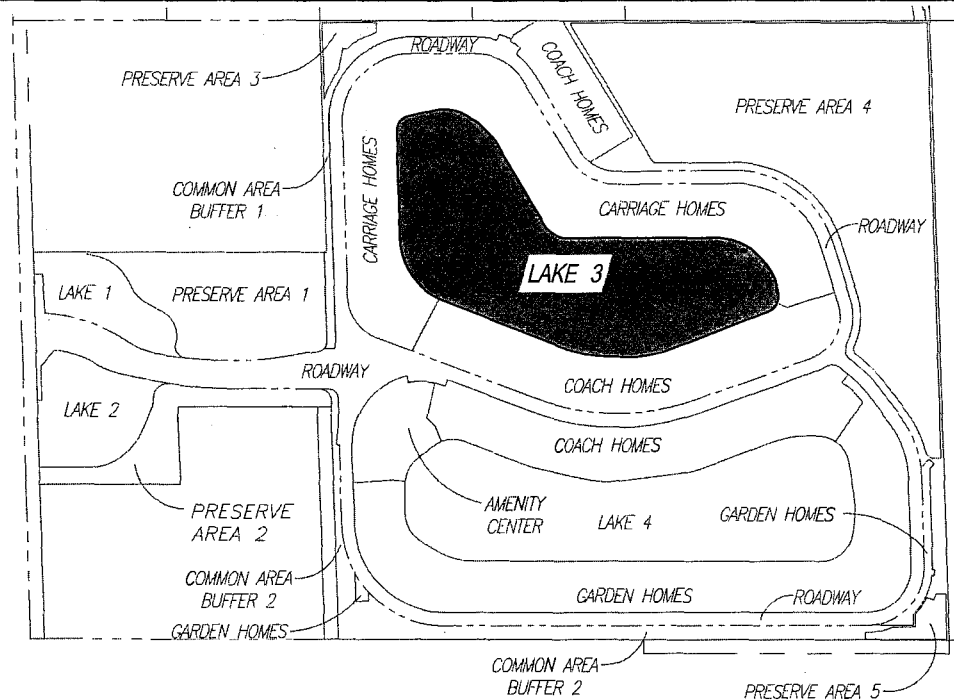 ROADWAY
COACH HOMES
PRESERVE AREA 3
PRESERVE AREA 4
CARRIAGE HOMES
COMMON AREA
BUFFER 1
CARRIAGE HOMES
ROADWAY
LAKE 3
LAKE 1
PRESERVE AREA 1
ROADWAY
COACH HOMES
LAKE 2
COACH HOMES
PRESERVE
AREA 2
AMENITY
CENTER
LAKE 4
GARDEN HOMES
COMMON AREA
BUFFER 2
GARDEN HOMES
ROADWAY
GARDEN HOMES
COMMON AREA
BUFFER 2
PRESERVE AREA 5